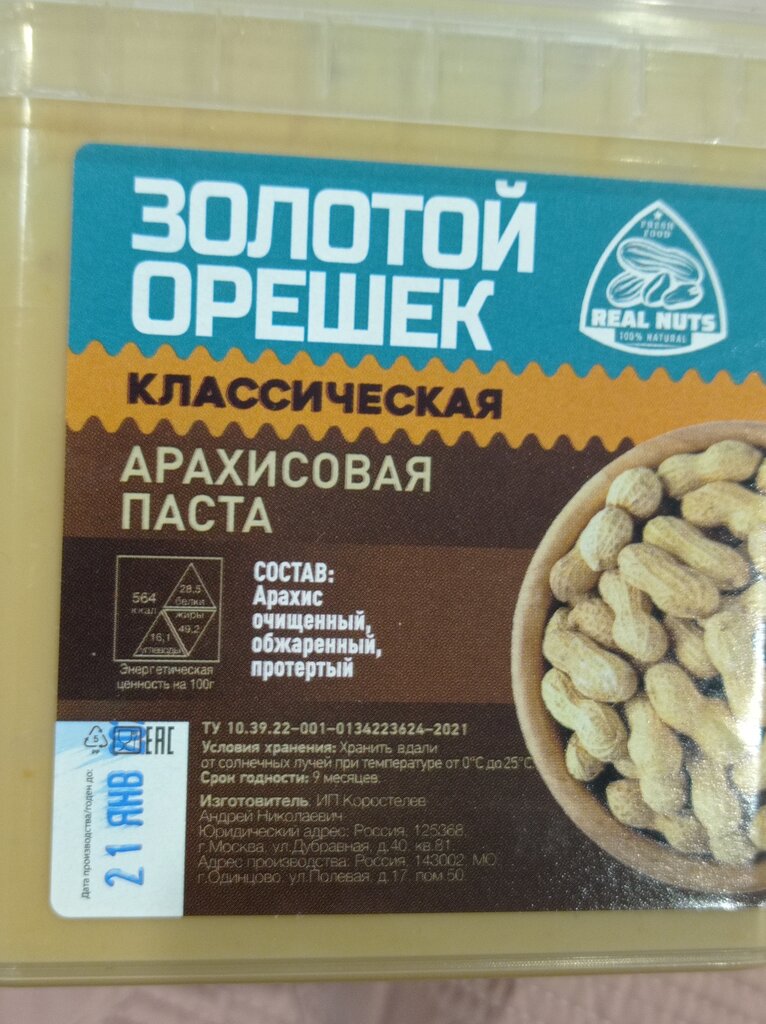 ЗОЛОТОЙ
ОРЕШЕК
FRESH
FOOD
REAL NUTS
100% NATURAL
КЛАССИЧЕСКАЯ
АРАХИСОВАЯ
ПАСТА
564
ккал
28,5
белки
жиры
49,2
16,1
углеводы
Энергетическая
ценность на 100г
СОСТАВ:
Арахис
очищенный,
обжаренный,
протертый
ТУ 10.39.22-001-0134223624-2021
Условия хранения: Хранить вдали
от солнечных лучей при температуре от 0°С до 25°С
Срок годности: 9 месяцев.
Изготовитель: ИП Коростелев
Андрей Николаевич
Юридический адрес: Россия, 125368,
г.Москва, ул.Дубравная, д.40, кв.81
Адрес производства: Россия, 143002, МО,
г.Одинцово, ул.Полевая, д.17, пом.50.
5
EAC
Дата производства/годен до:
21 ЯНВ